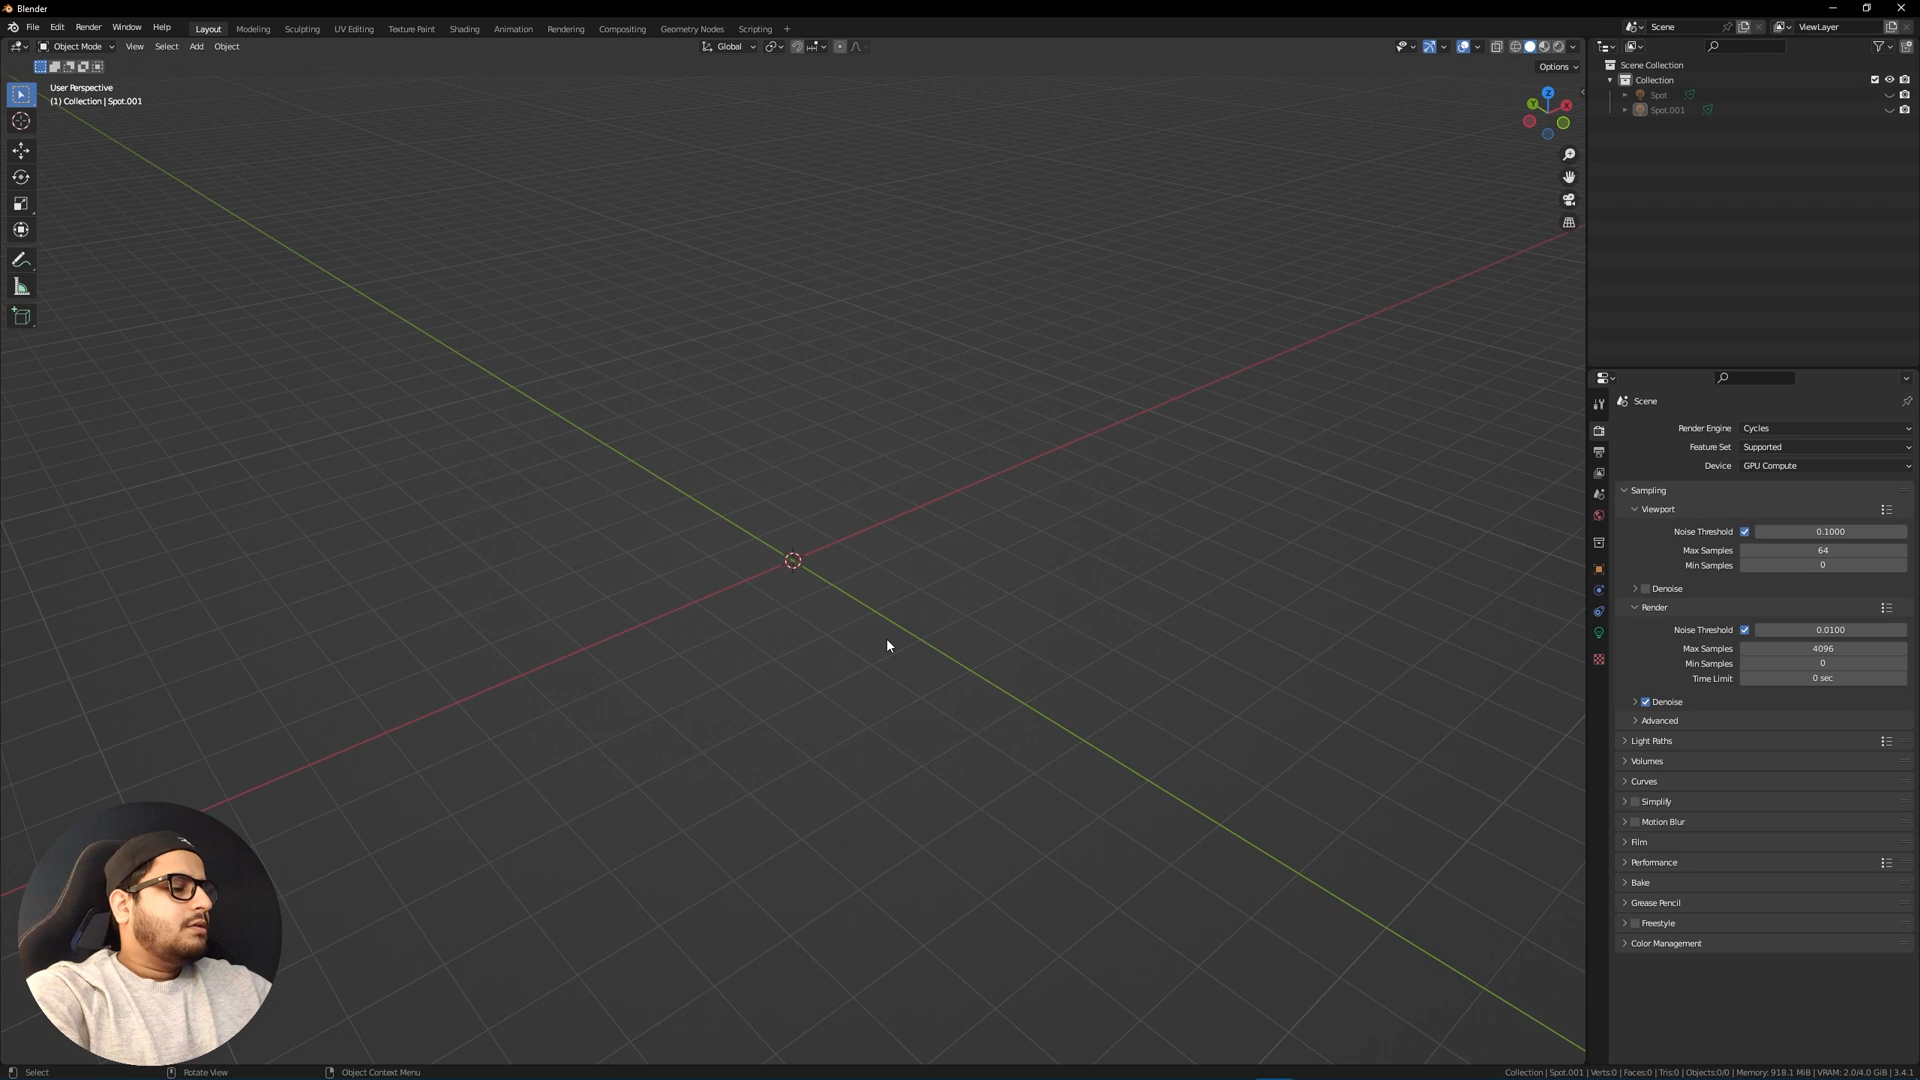 Blender
File Edit Render Window Help
Layout Modeling Sculpting UV Editing Texture Paint Shading Animation Rendering Compositing Geometry Nodes Scripting +
Scene ViewLayer
Object Mode View Select Add Object
Global
Options
User Perspective
(1) Collection | Spot.001
Z
Y
X
Scene Collection
Collection
Spot
Spot.001
Scene
Render Engine Cycles
Feature Set Supported
Device GPU Compute
Sampling
Viewport
Noise Threshold 0.1000
Max Samples 64
Min Samples 0
Denoise
Render
Noise Threshold 0.0100
Max Samples 4096
Min Samples 0
Time Limit 0 sec
Denoise
Advanced
Light Paths
Volumes
Curves
Simplify
Motion Blur
Film
Performance
Bake
Grease Pencil
Freestyle
Color Management
Select Rotate View Object Context Menu
Collection | Spot.001 | Verts:0 | Faces:0 | Tris:0 | Objects:0/0 | Memory: 918.1 MiB | VRAM: 2.0/4.0 GiB | 3.4.1